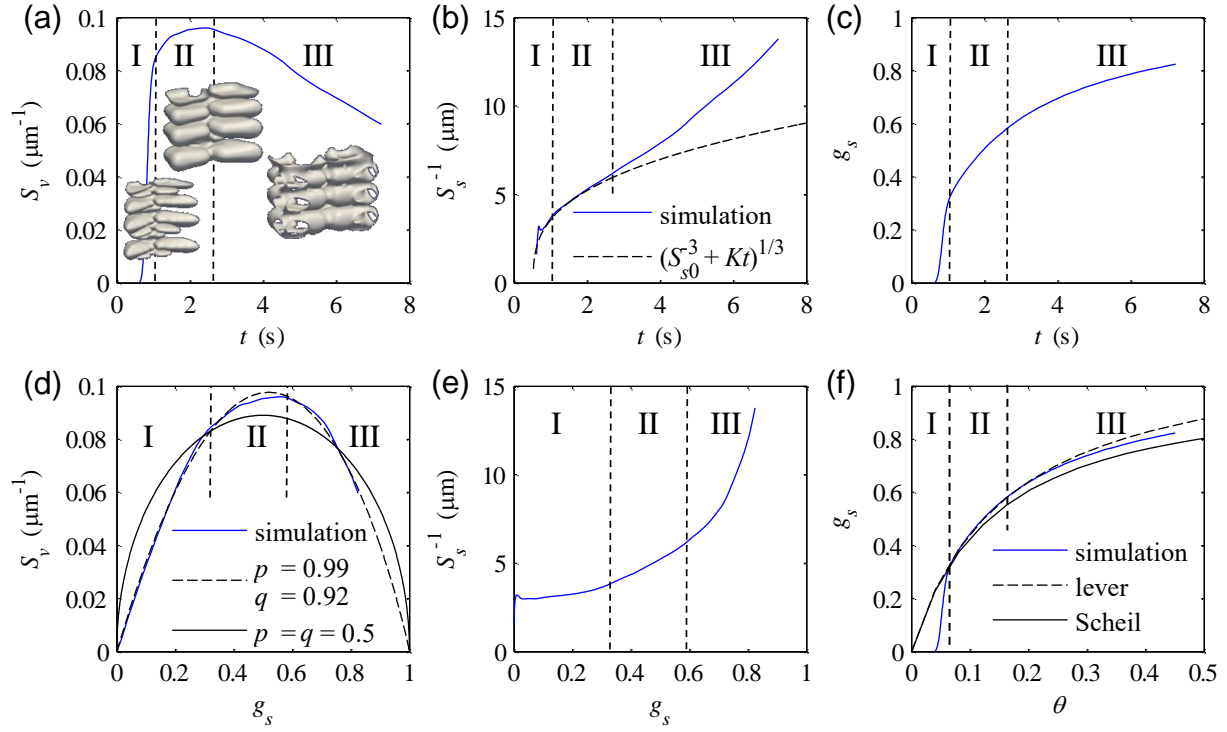 (a)
0.1
0.08
0.06
0.04
0.02
0
S_v (μm⁻¹)
I II III
0 2 4 6 8
t (s)
(b)
15
10
5
0
S_s⁻¹ (μm)
I II III
simulation
(S_s0⁻³ + Kt)^1/3
0 2 4 6 8
t (s)
(c)
1
0.8
0.6
0.4
0.2
0
g_s
I II III
0 2 4 6 8
t (s)
(d)
0.1
0.08
0.06
0.04
0.02
0
S_v (μm⁻¹)
I II III
simulation
p = 0.99
q = 0.92
p = q = 0.5
0 0.2 0.4 0.6 0.8 1
g_s
(e)
15
10
5
0
S_s⁻¹ (μm)
I II III
0 0.2 0.4 0.6 0.8 1
g_s
(f)
1
0.8
0.6
0.4
0.2
0
g_s
I II III
simulation
lever
Scheil
0 0.1 0.2 0.3 0.4 0.5
θ